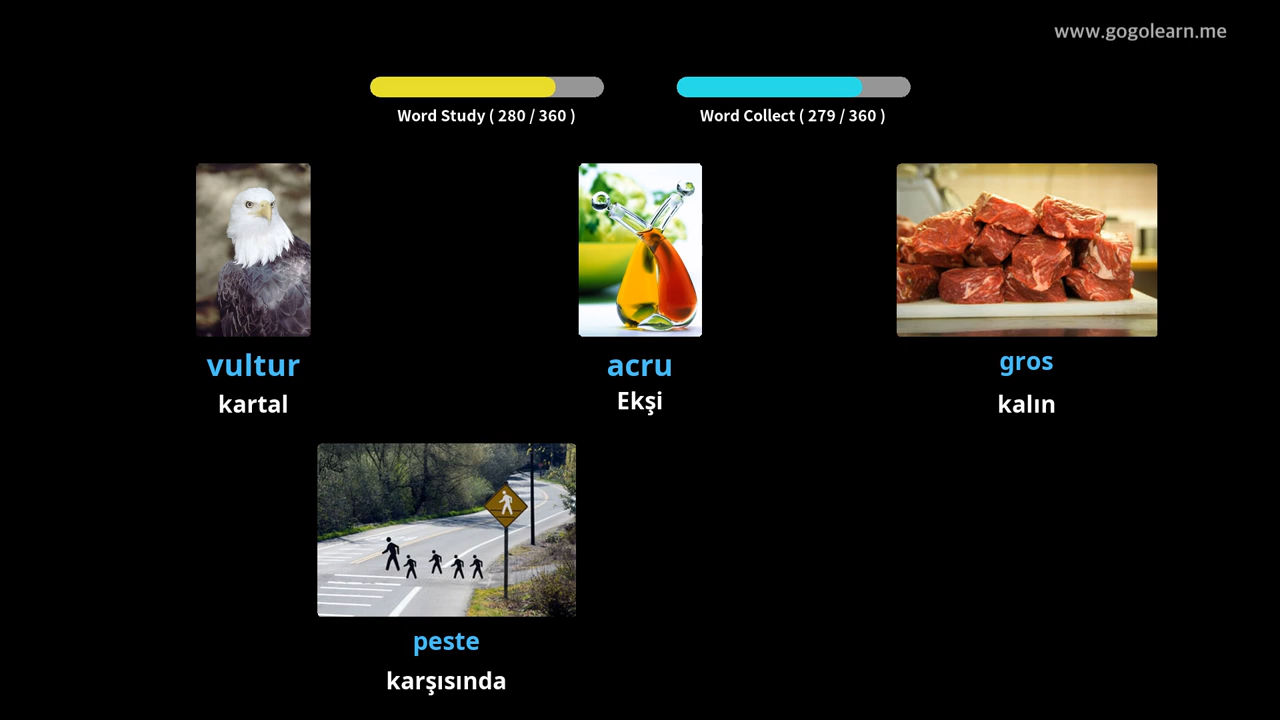 www.gogolearn.me
Word Study ( 280 / 360 )
Word Collect ( 279 / 360 )
vultur
kartal
acru
Ekşi
gros
kalın
peste
karşısında